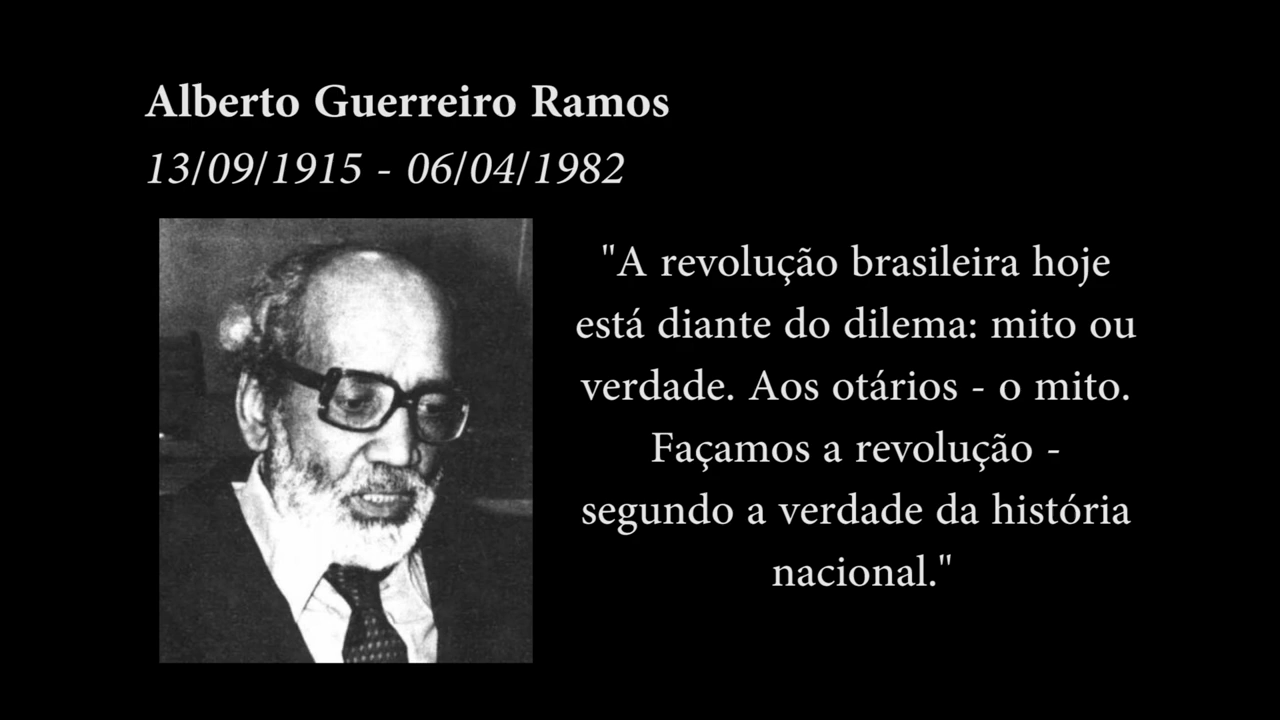 Alberto Guerreiro Ramos
13/09/1915 - 06/04/1982
"A revolução brasileira hoje
está diante do dilema: mito ou
verdade. Aos otários - o mito.
Façamos a revolução -
segundo a verdade da história
nacional."